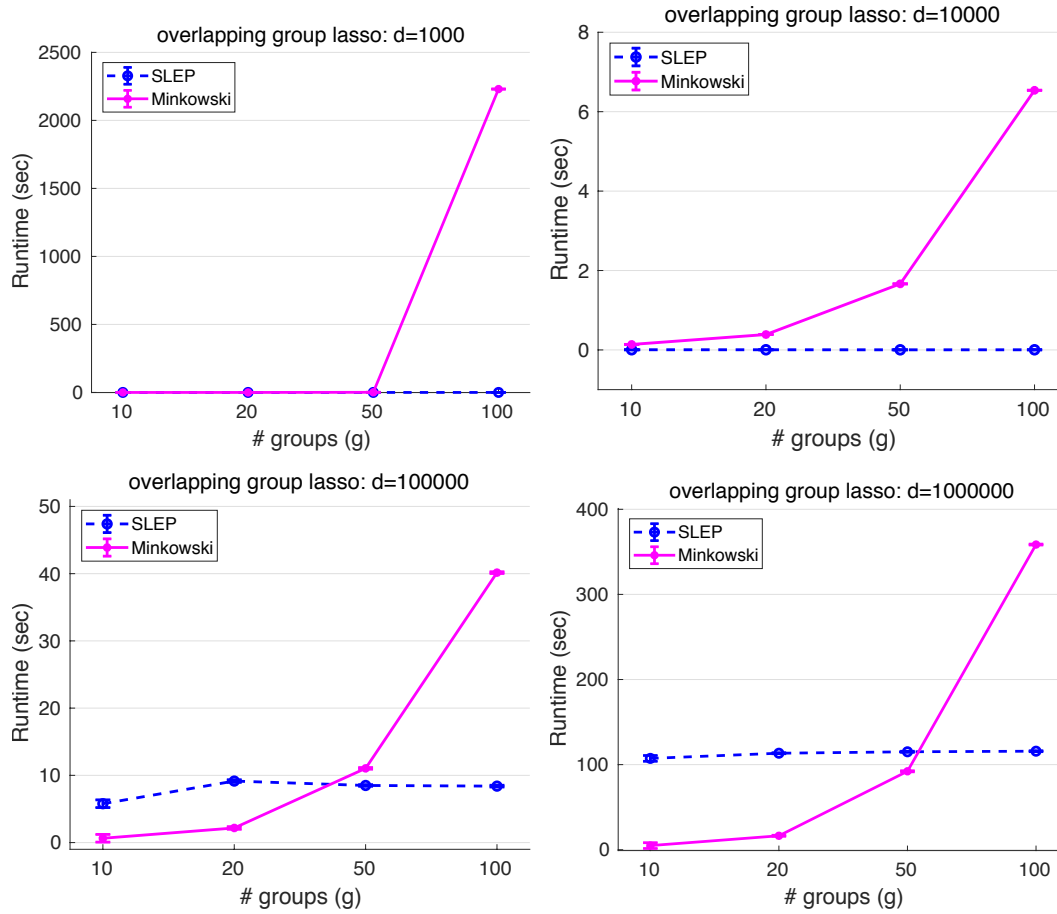 overlapping group lasso: d=1000
SLEP
Minkowski
Runtime (sec)
2500
2000
1500
1000
500
0
10 20 50 100
# groups (g)
overlapping group lasso: d=10000
SLEP
Minkowski
Runtime (sec)
8
6
4
2
0
10 20 50 100
# groups (g)
overlapping group lasso: d=100000
SLEP
Minkowski
Runtime (sec)
50
40
30
20
10
0
10 20 50 100
# groups (g)
overlapping group lasso: d=1000000
SLEP
Minkowski
Runtime (sec)
400
300
200
100
0
10 20 50 100
# groups (g)